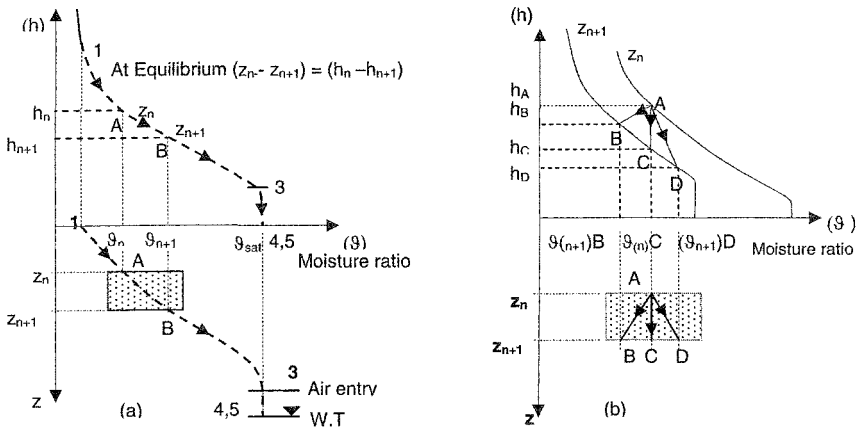 (h)
1
At Equilibrium (zn- - zn+1) = (hn –hn+1)
hn
zn
A
zn+1
hn+1
B
3
1
ϑn
ϑn+1
ϑsat
4,5
(ϑ)
Moisture ratio
A
zn
zn+1
B
3
Air entry
4,5
W.T
z
(a)
(h)
zn+1
zn
hA
A
hB
B
hC
C
hD
D
(ϑ)
ϑ(n+1)B
ϑ(n)C
(ϑn+1)D
Moisture ratio
A
zn
zn+1
B C D
z
(b)